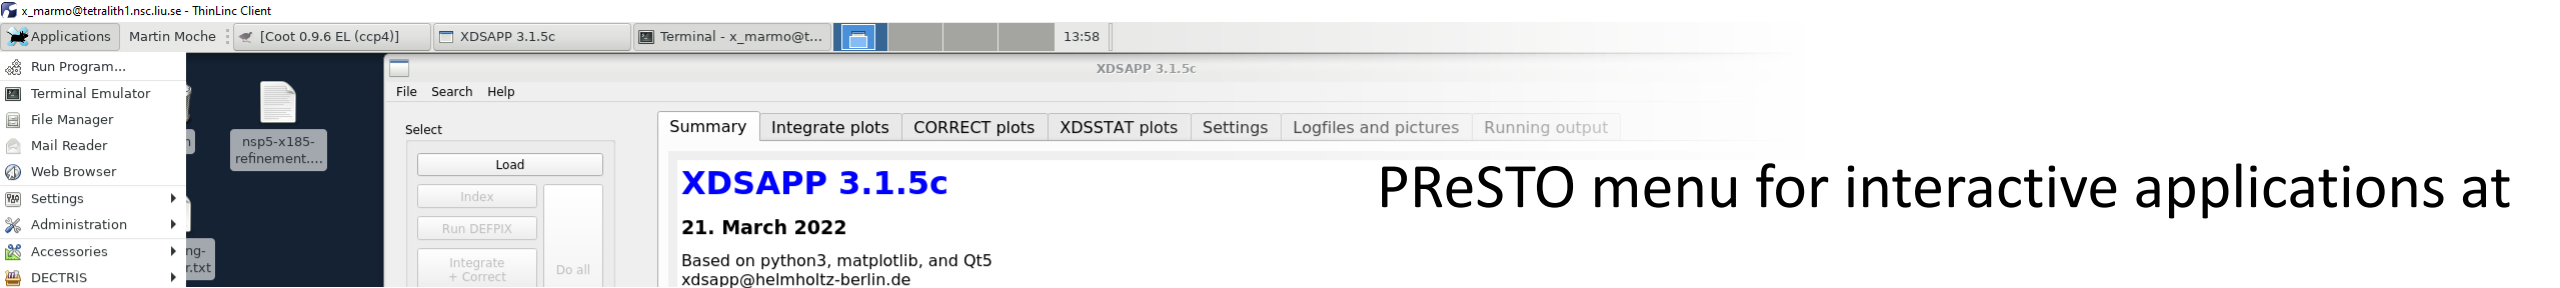 x_marmo@tetralith1.nsc.liu.se - ThinLinc Client
Applications Martin Moche [Coot 0.9.6 EL (ccp4)] XDSAPP 3.1.5c Terminal - x_marmo@t... 13:58
Run Program...
Terminal Emulator
File Manager
Mail Reader
Web Browser
Settings
Administration
Accessories
DECTRIS
nsp5-x185-
refinement....
ng-
r.txt
XDSAPP 3.1.5c
File Search Help
Select
Load
Index
Run DEFPIX
Integrate
+ Correct
Do all
Summary Integrate plots CORRECT plots XDSSTAT plots Settings Logfiles and pictures Running output
XDSAPP 3.1.5c
21. March 2022
Based on python3, matplotlib, and Qt5
xdsapp@helmholtz-berlin.de
PReSTO menu for interactive applications at